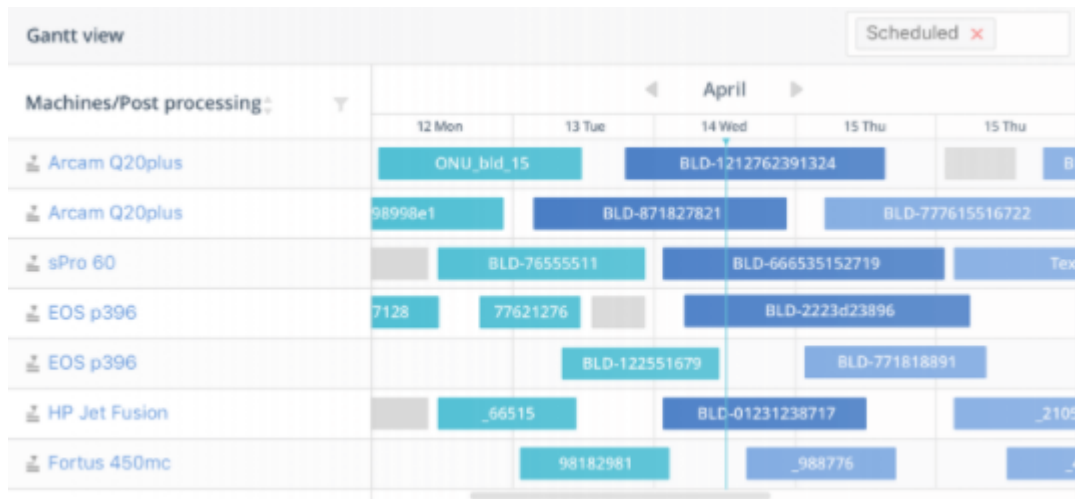 Gantt view
Scheduled ×
Machines/Post processing
April
12 Mon 13 Tue 14 Wed 15 Thu 15 Thu
Arcam Q20plus ONU_bld_15 BLD-1212762391324 B
Arcam Q20plus 98998e1 BLD-871827821 BLD-777615516722
sPro 60 BLD-76555511 BLD-666535152719 Tex
EOS p396 7128 77621276 BLD-2223d23896
EOS p396 BLD-122551679 BLD-771818891
HP Jet Fusion _66515 BLD-01231238717 _2105
Fortus 450mc 98182981 _988776